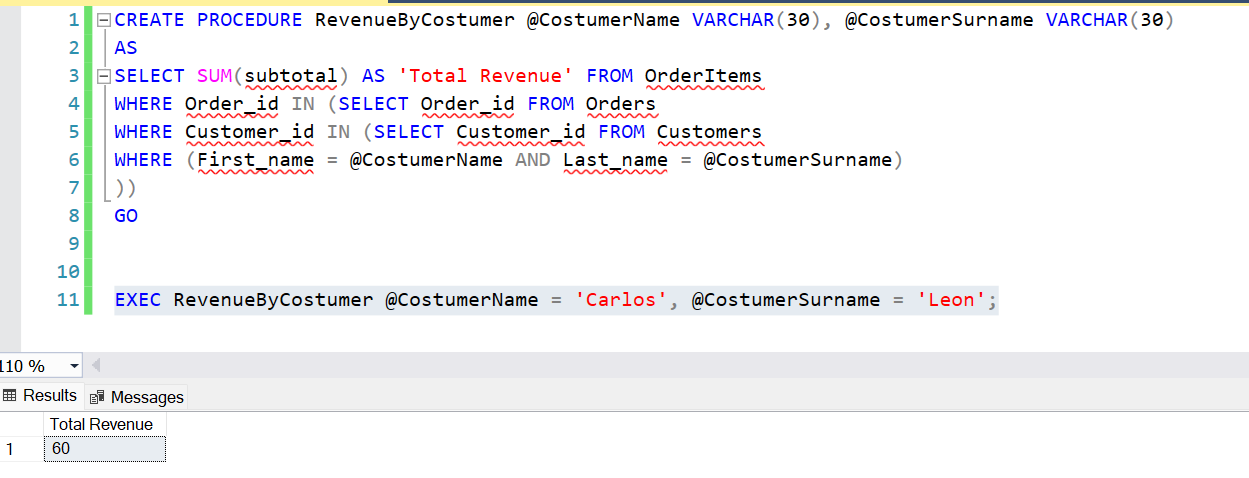 1 CREATE PROCEDURE RevenueByCostumer @CostumerName VARCHAR(30), @CostumerSurname VARCHAR(30)
2 AS
3 SELECT SUM(subtotal) AS 'Total Revenue' FROM OrderItems
4 WHERE Order_id IN (SELECT Order_id FROM Orders
5 WHERE Customer_id IN (SELECT Customer_id FROM Customers
6 WHERE (First_name = @CostumerName AND Last_name = @CostumerSurname)
7 ))
8 GO
9
10
11 EXEC RevenueByCostumer @CostumerName = 'Carlos', @CostumerSurname = 'Leon';
110 %
Results Messages
Total Revenue
1 60